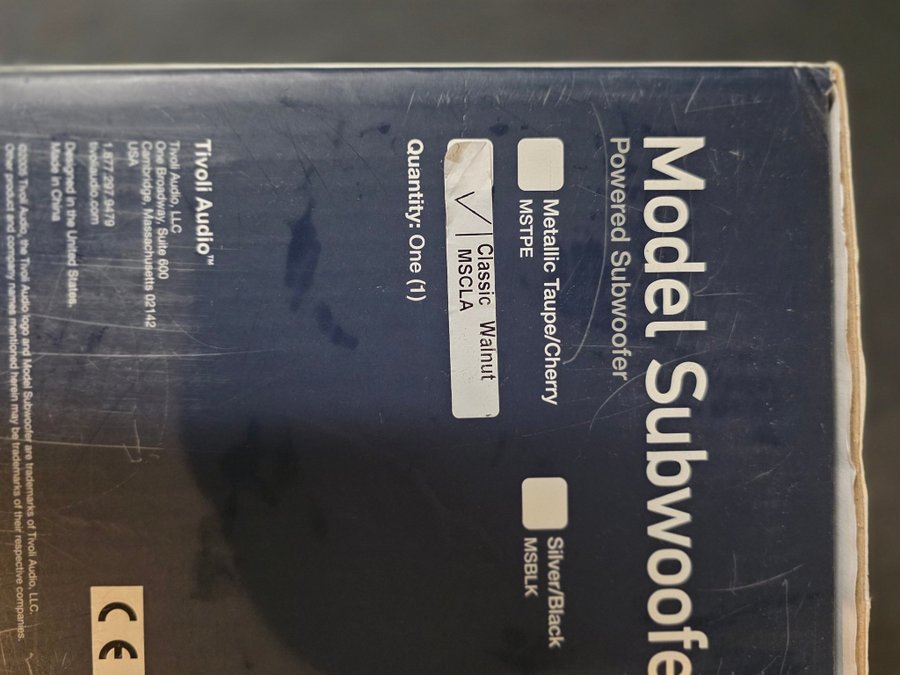 Model Subwoofe
Powered Subwoofer
Metallic Taupe/Cherry
MSTPE
Silver/Black
MSBLK
✓ Classic Walnut
MSCLA
Quantity: One (1)
Tivoli Audio™
Tivoli Audio, LLC
One Broadway, Suite 600
Cambridge, Massachusetts 02142
USA
1.877.297.9479
tivoliaudio.com
Designed in the United States.
Made in China
©2005 Tivoli Audio, the Tivoli Audio logo and Model Subwoofer are trademarks of Tivoli Audio, LLC.
Other product and company names mentioned herein may be trademarks of their respective companies.
CE